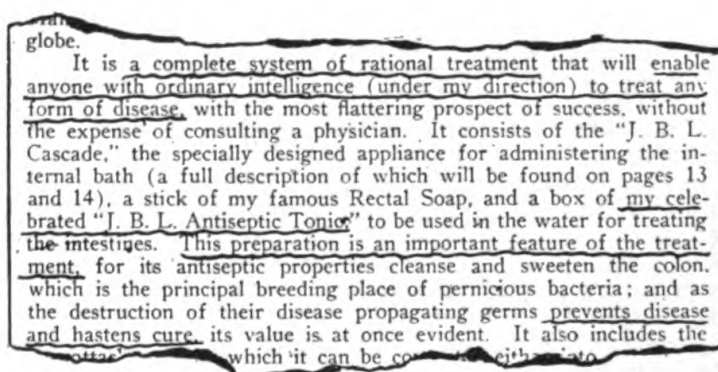 globe.
It is a complete system of rational treatment that will enable
anyone with ordinary intelligence (under my direction) to treat any
form of disease, with the most flattering prospect of success, without
the expense of consulting a physician. It consists of the "J. B. L.
Cascade," the specially designed appliance for administering the in-
ternal bath (a full description of which will be found on pages 13
and 14), a stick of my famous Rectal Soap, and a box of my cele-
brated "J. B. L. Antiseptic Tonic" to be used in the water for treating
the intestines. This preparation is an important feature of the treat-
ment, for its antiseptic properties cleanse and sweeten the colon,
which is the principal breeding place of pernicious bacteria; and as
the destruction of their disease propagating germs prevents disease
and hastens cure, its value is at once evident. It also includes the
which it can be